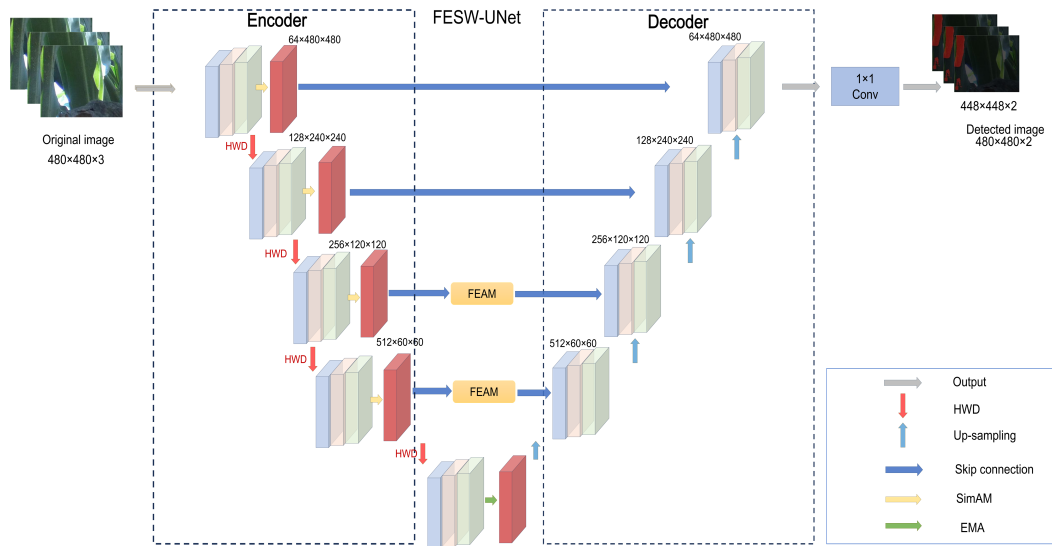 Encoder
FESW-UNet
Decoder
64×480×480
64×480×480
1×1
Conv
448×448×2
Original image
480×480×3
Detected image
480×480×2
HWD
128×240×240
128×240×240
HWD
256×120×120
256×120×120
FEAM
HWD
512×60×60
512×60×60
FEAM
HWD
Output
HWD
Up-sampling
Skip connection
SimAM
EMA